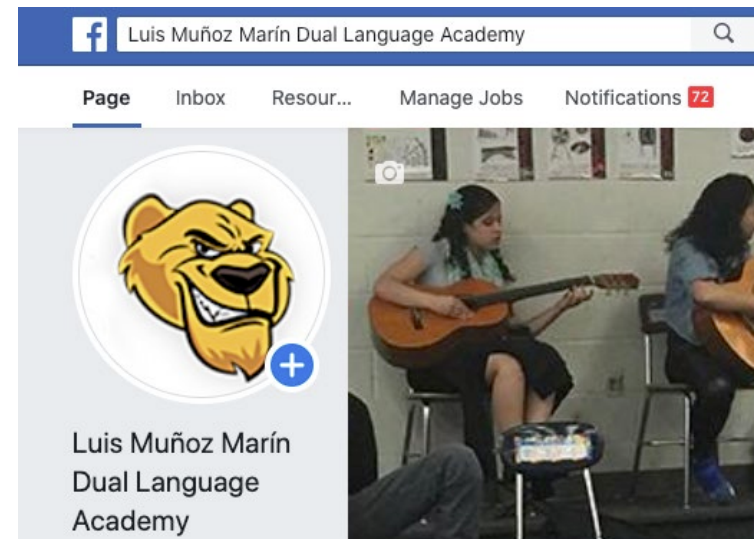 f Luis Muñoz Marín Dual Language Academy
Page Inbox Resour... Manage Jobs Notifications 72
Luis Muñoz Marín
Dual Language
Academy